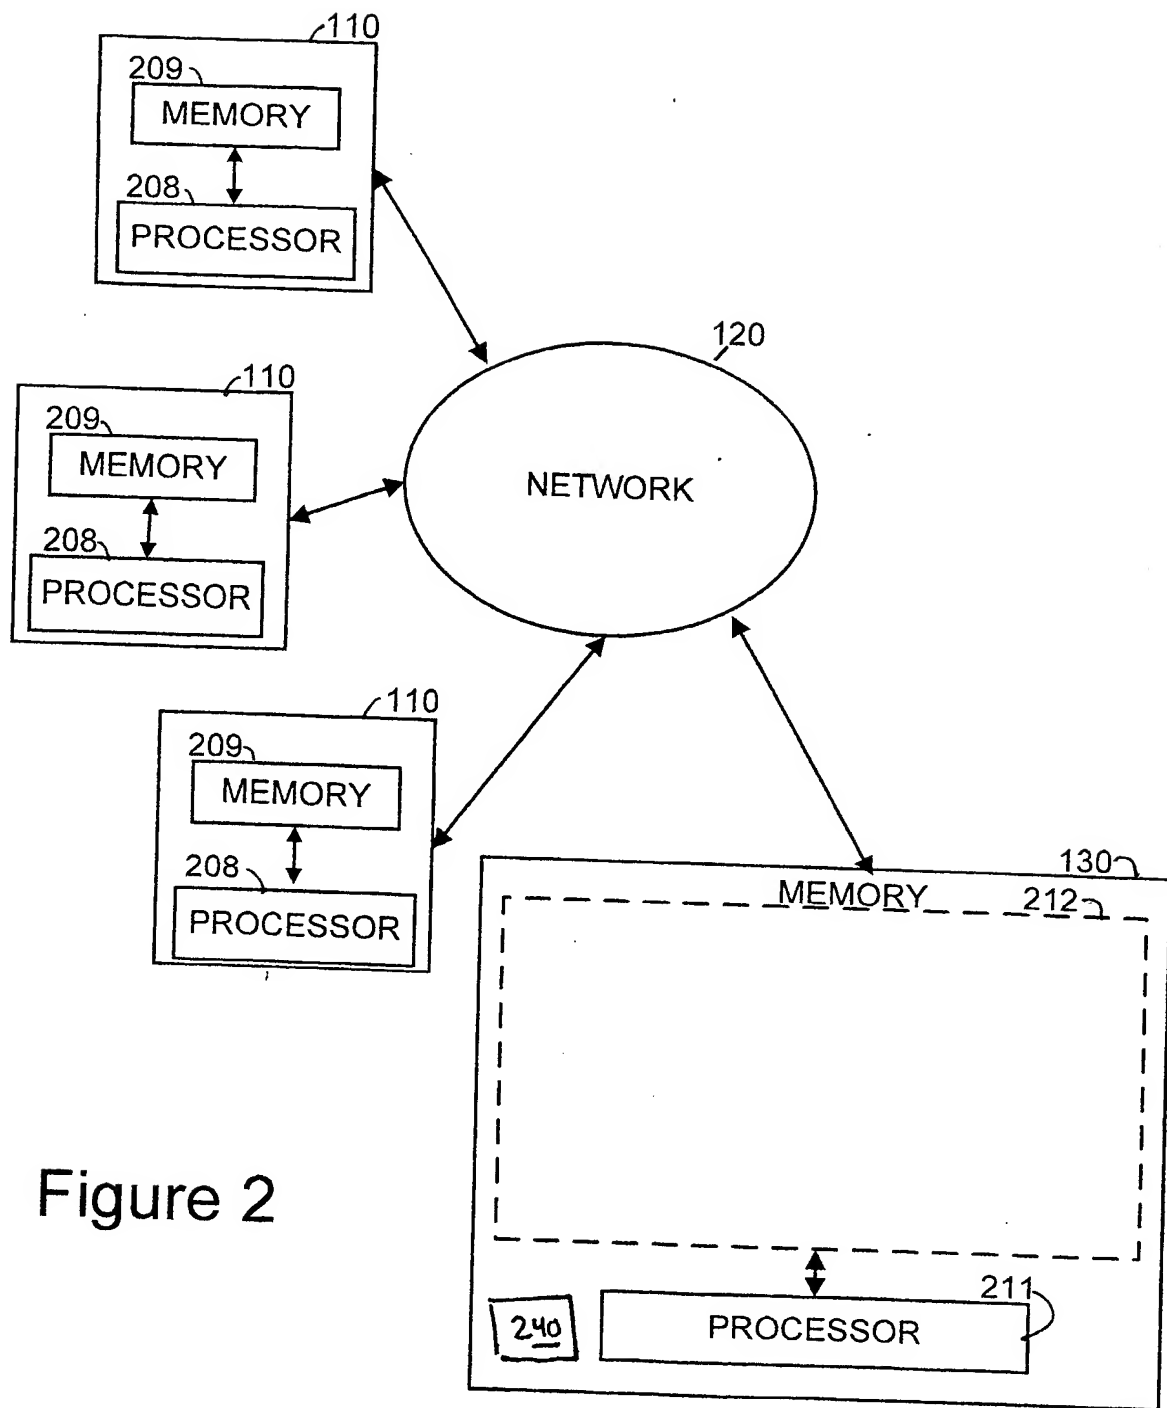 110
209
MEMORY
208
PROCESSOR
120
NETWORK
110
209
MEMORY
208
PROCESSOR
110
209
MEMORY
208
PROCESSOR
130
MEMORY
212
211
PROCESSOR
240
Figure 2